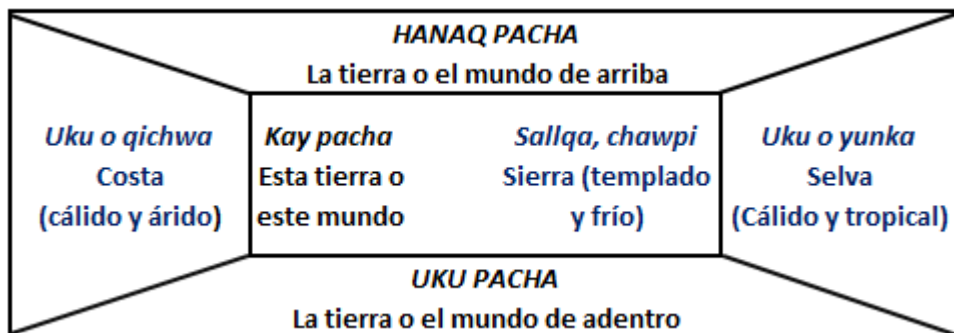 HANAQ PACHA
La tierra o el mundo de arriba
Uku o qichwa
Costa
(cálido y árido)
Kay pacha
Esta tierra o
este mundo
Sallqa, chawpi
Sierra (templado
y frío)
Uku o yunka
Selva
(Cálido y tropical)
UKU PACHA
La tierra o el mundo de adentro